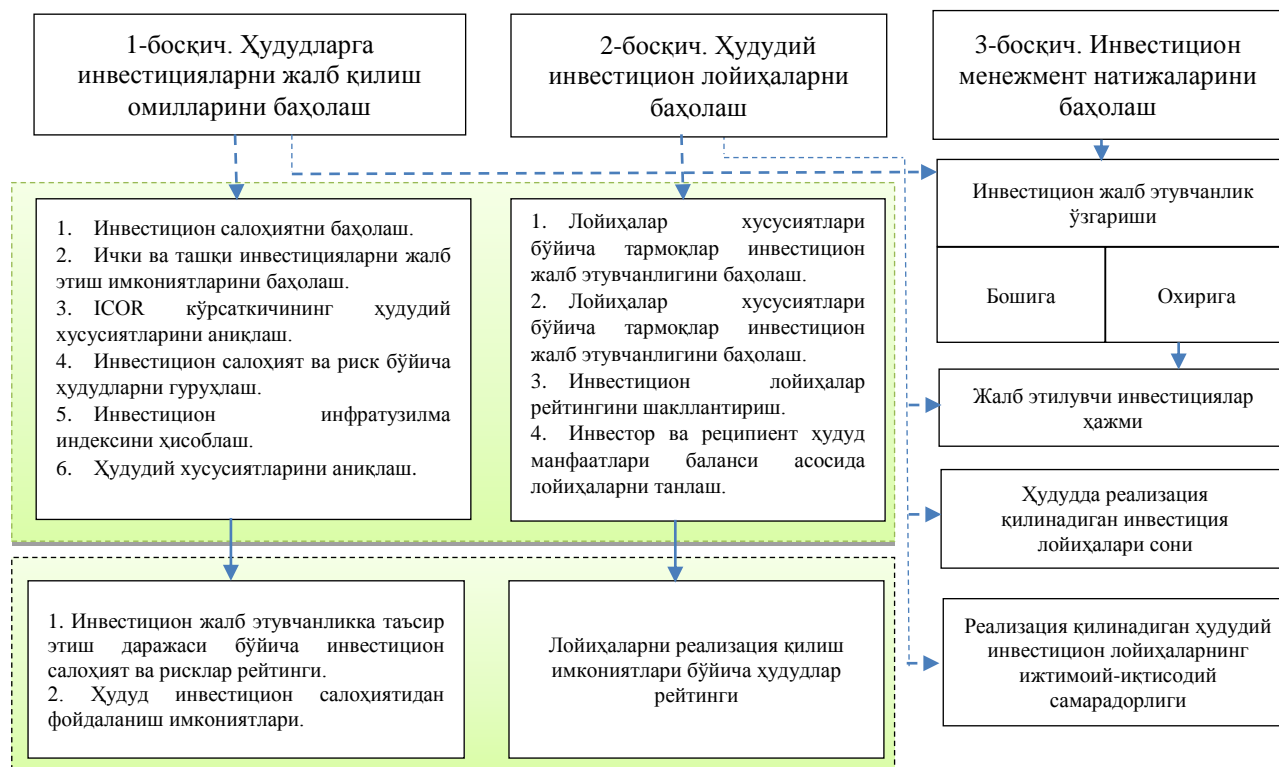 1-босқич. Ҳудудларга
инвестицияларни жалб қилиш
омилларини баҳолаш
2-босқич. Ҳудудий
инвестицион лойиҳаларни
баҳолаш
3-босқич. Инвестицион
менежмент натижаларини
баҳолаш
1. Инвестицион салоҳиятни баҳолаш.
2. Ички ва ташқи инвестицияларни жалб
этиш имкониятларини баҳолаш.
3. ICOR кўрсаткичининг ҳудудий
хусусиятларини аниқлаш.
4. Инвестицион салоҳият ва риск бўйича
ҳудудларни гуруҳлаш.
5. Инвестицион инфратузилма
индексини ҳисоблаш.
6. Ҳудудий хусусиятларини аниқлаш.
1. Лойиҳалар хусусиятлари
бўйича тармоқлар инвестицион
жалб этувчанлигини баҳолаш.
2. Лойиҳалар хусусиятлари
бўйича тармоқлар инвестицион
жалб этувчанлигини баҳолаш.
3. Инвестицион лойиҳалар
рейтингини шакллантириш.
4. Инвестор ва реципиент ҳудуд
манфаатлари баланси асосида
лойиҳаларни танлаш.
Инвестицион жалб этувчанлик
ўзгариши
Бошига
Охирига
Жалб этилувчи инвестициялар
ҳажми
Ҳудудда реализация
қилинадиган инвестиция
лойиҳалари сони
Реализация қилинадиган ҳудудий
инвестицион лойиҳаларнинг
ижтимоий-иқтисодий
самарадорлиги
1. Инвестицион жалб этувчанликка таъсир
этиш даражаси бўйича инвестицион
салоҳият ва рисклар рейтинги.
2. Ҳудуд инвестицион салоҳиятидан
фойдаланиш имкониятлари.
Лойиҳаларни реализация қилиш
имкониятлари бўйича ҳудудлар
рейтинги